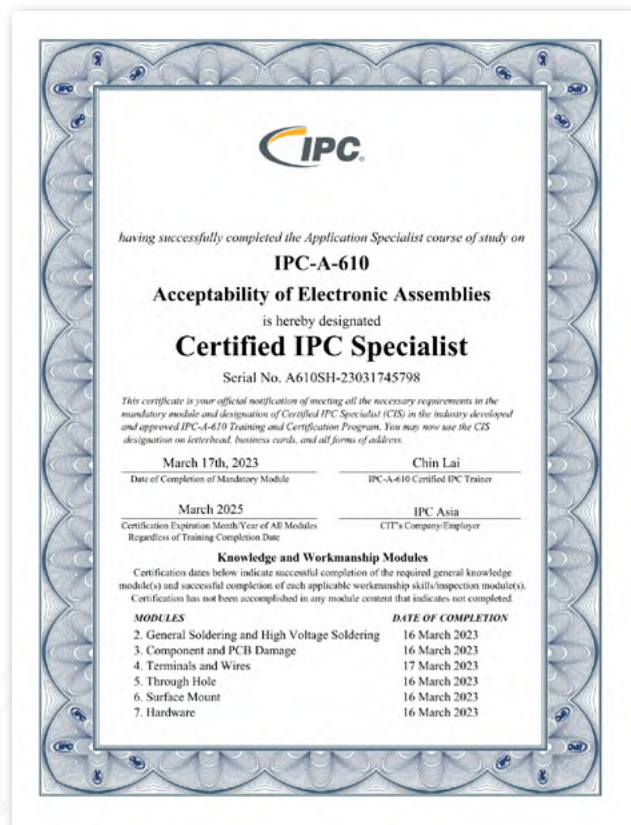 IPC
having successfully completed the Application Specialist course of study on
IPC-A-610
Acceptability of Electronic Assemblies
is hereby designated
Certified IPC Specialist
Serial No. A610SH-23031745798
This certificate is your official notification of meeting all the necessary requirements in the
mandatory module and designation of Certified IPC Specialist (CIS) in the industry developed
and approved IPC-A-610 Training and Certification Program. You may now use the CIS
designation on letterhead, business cards, and all forms of address.
March 17th, 2023
Date of Completion of Mandatory Module
Chin Lai
IPC-A-610 Certified IPC Trainer
March 2025
Certification Expiration Month/Year of All Modules
Regardless of Training Completion Date
IPC Asia
CIT's Company/Employer
Knowledge and Workmanship Modules
Certification dates below indicate successful completion of the required general knowledge
module(s) and successful completion of each applicable workmanship skills/inspection module(s).
Certification has not been accomplished in any module content that indicates not completed.
MODULES DATE OF COMPLETION
2. General Soldering and High Voltage Soldering 16 March 2023
3. Component and PCB Damage 16 March 2023
4. Terminals and Wires 17 March 2023
5. Through Hole 16 March 2023
6. Surface Mount 16 March 2023
7. Hardware 16 March 2023